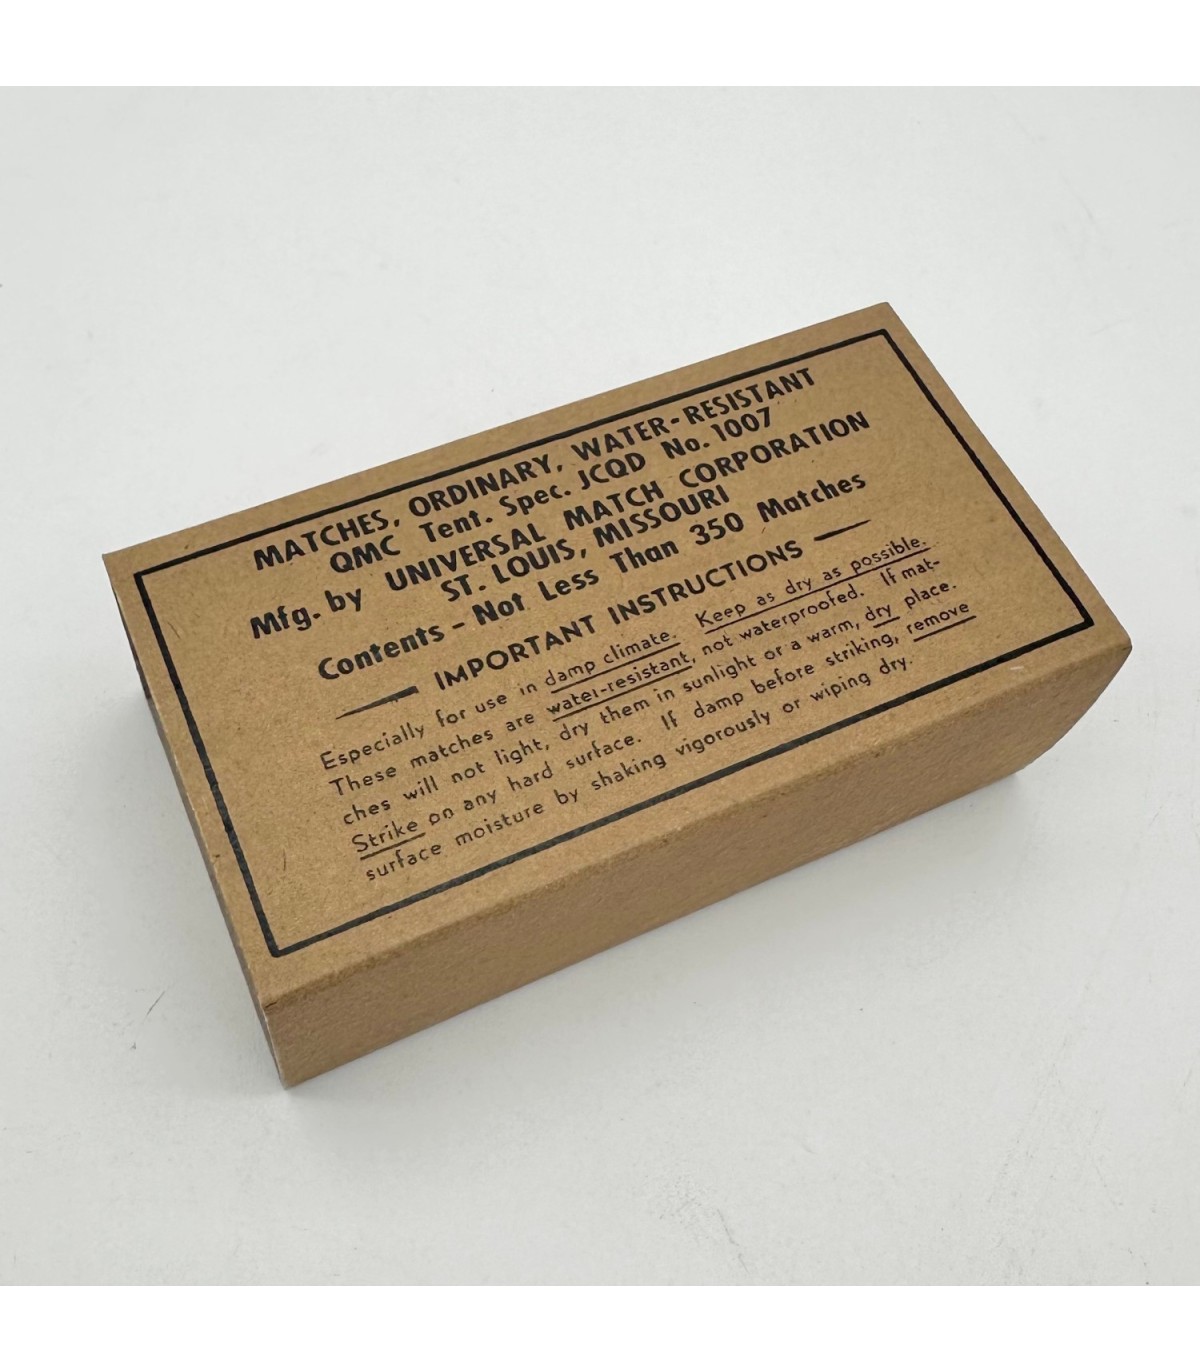 MATCHES, ORDINARY, WATER-RESISTANT
QMC Tent. Spec. JCQD No. 1007
Mfg. by UNIVERSAL MATCH CORPORATION
ST. LOUIS, MISSOURI
Contents - Not Less Than 350 Matches
IMPORTANT INSTRUCTIONS
Especially for use in damp climate. Keep as dry as possible.
These matches are water-resistant, not waterproofed. If mat-
ches will not light, dry them in sunlight or a warm, dry place.
Strike on any hard surface. If damp before striking, remove
surface moisture by shaking vigorously or wiping dry.